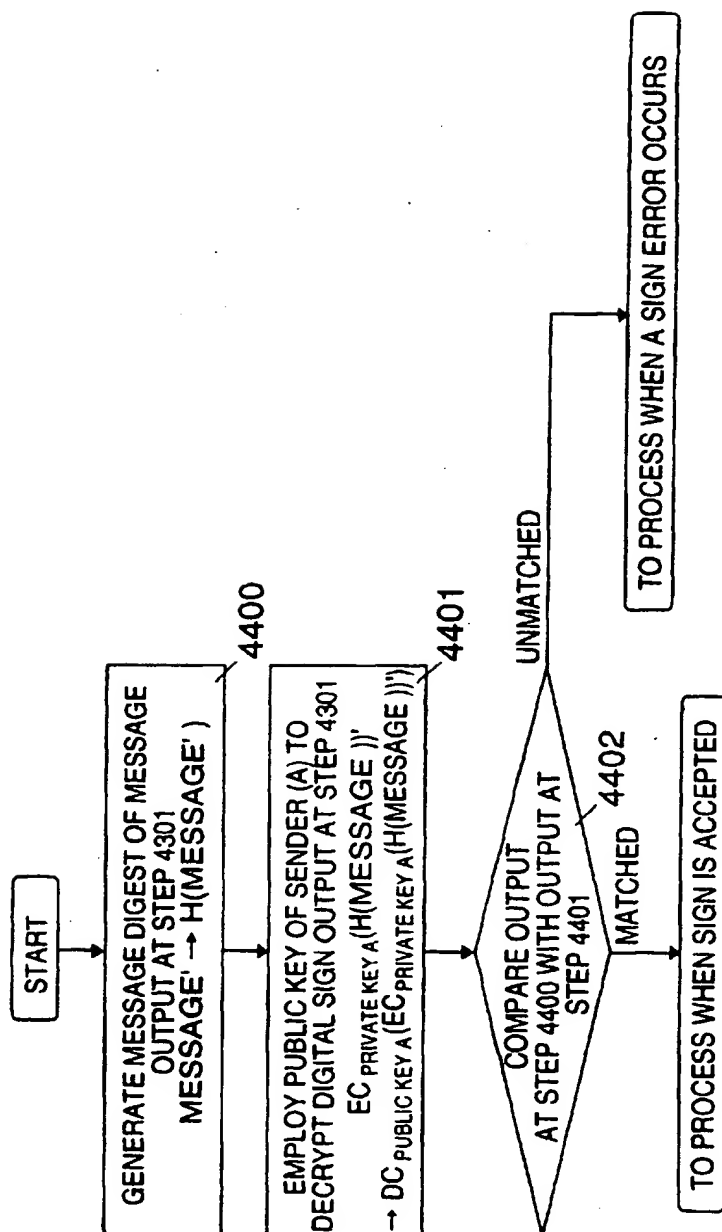 START
GENERATE MESSAGE DIGEST OF MESSAGE
OUTPUT AT STEP 4301
MESSAGE' → H(MESSAGE' )
4400
EMPLOY PUBLIC KEY OF SENDER (A) TO
DECRYPT DIGITAL SIGN OUTPUT AT STEP 4301
EC PRIVATE KEY A (H(MESSAGE ))'
→ DC PUBLIC KEY A (EC PRIVATE KEY A (H(MESSAGE ))')
4401
COMPARE OUTPUT
AT STEP 4400 WITH OUTPUT AT
STEP 4401
4402
UNMATCHED
MATCHED
TO PROCESS WHEN A SIGN ERROR OCCURS
TO PROCESS WHEN SIGN IS ACCEPTED